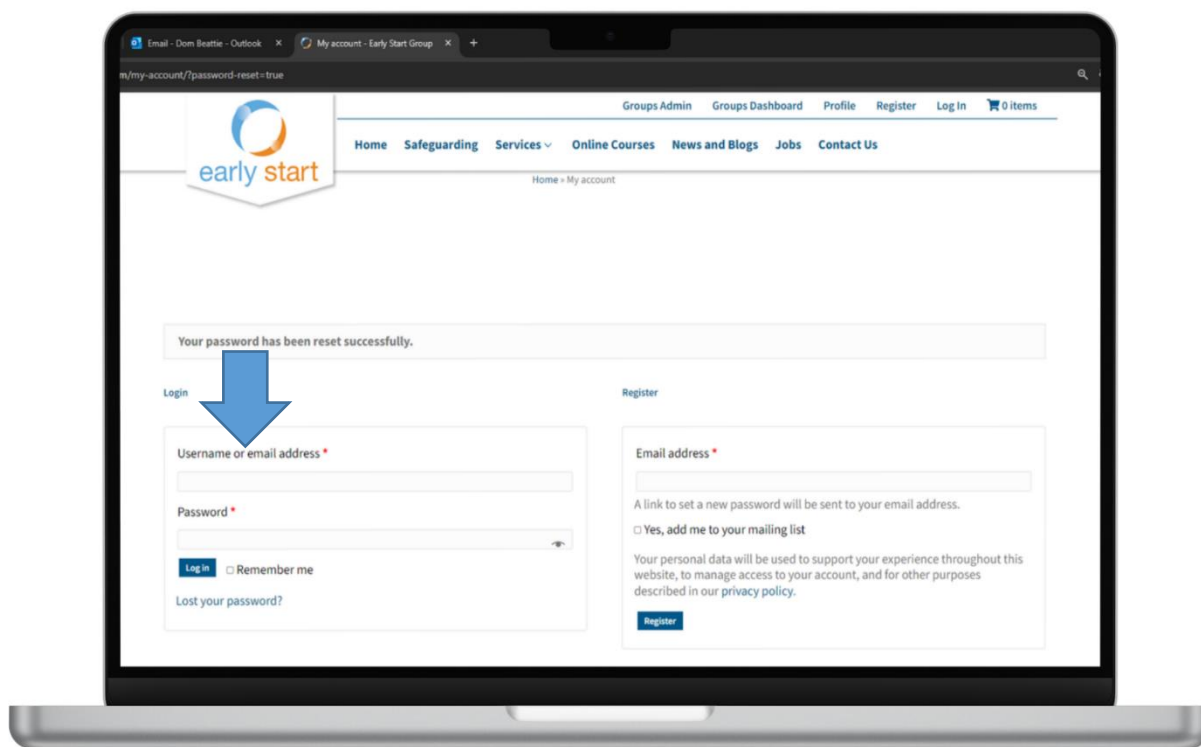 Email - Dom Beattie - Outlook
My account - Early Start Group
m/my-account/?password-reset=true
Groups Admin Groups Dashboard Profile Register Log In 0 items
early start
Home Safeguarding Services Online Courses News and Blogs Jobs Contact Us
Home » My account
Your password has been reset successfully.
Login
Username or email address *
Password *
Log in Remember me
Lost your password?
Register
Email address *
A link to set a new password will be sent to your email address.
Yes, add me to your mailing list
Your personal data will be used to support your experience throughout this
website, to manage access to your account, and for other purposes
described in our privacy policy.
Register